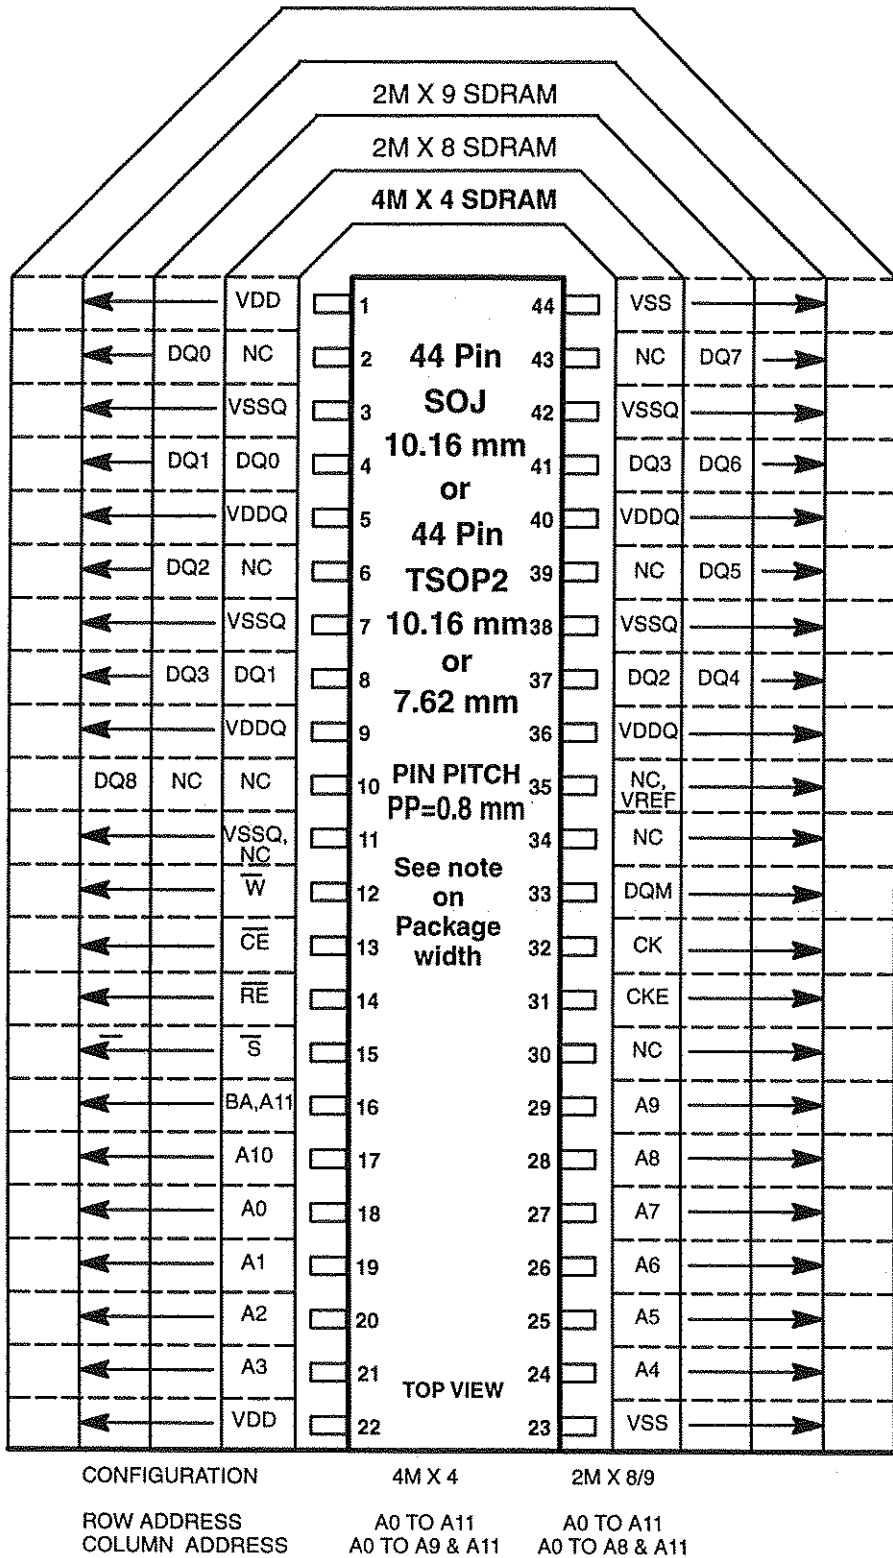 2M X 9 SDRAM
2M X 8 SDRAM
4M X 4 SDRAM
VDD 1 44 VSS
DQ0 NC 2 44 Pin 43 NC DQ7
VSSQ 3 SOJ 42 VSSQ
DQ1 DQ0 4 10.16 mm 41 DQ3 DQ6
or
VDDQ 5 40 VDDQ
44 Pin
DQ2 NC 6 TSOP2 39 NC DQ5
VSSQ 7 10.16 mm 38 VSSQ
or
DQ3 DQ1 8 37 DQ2 DQ4
7.62 mm
VDDQ 9 36 VDDQ
DQ8 NC NC 10 PIN PITCH 35 NC, VREF
PP=0.8 mm
VSSQ, NC 11 34 NC
See note
W̅ 12 on 33 DQM
Package
C̅E̅ 13 width 32 CK
R̅E̅ 14 31 CKE
S̅ 15 30 NC
BA,A11 16 29 A9
A10 17 28 A8
A0 18 27 A7
A1 19 26 A6
A2 20 25 A5
A3 21 24 A4
TOP VIEW
VDD 22 23 VSS
CONFIGURATION 4M X 4 2M X 8/9
ROW ADDRESS A0 TO A11 A0 TO A11
COLUMN ADDRESS A0 TO A9 & A11 A0 TO A8 & A11